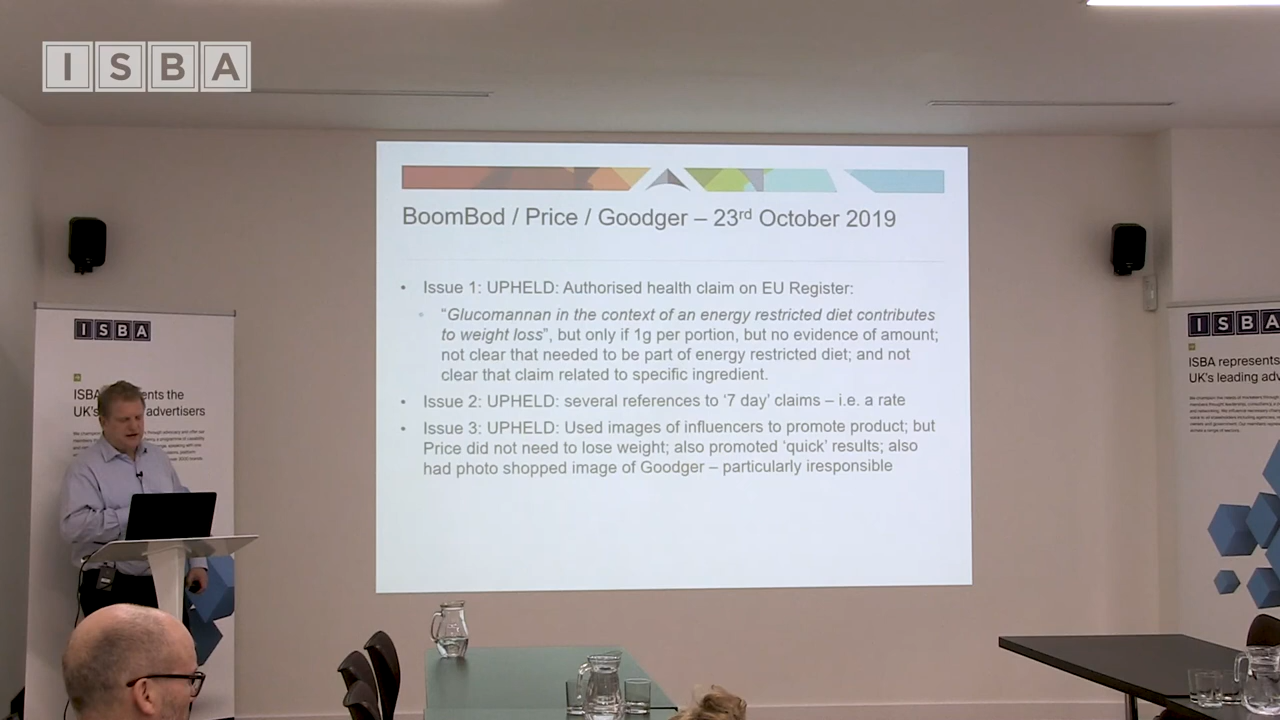 ISBA
BoomBod / Price / Goodger – 23rd October 2019
• Issue 1: UPHELD: Authorised health claim on EU Register:
• "Glucomannan in the context of an energy restricted diet contributes
to weight loss", but only if 1g per portion, but no evidence of amount;
not clear that needed to be part of energy restricted diet; and not
clear that claim related to specific ingredient.
• Issue 2: UPHELD: several references to '7 day' claims – i.e. a rate
• Issue 3: UPHELD: Used images of influencers to promote product; but
Price did not need to lose weight; also promoted 'quick' results; also
had photo shopped image of Goodger – particularly iresponsible
ISBA
ISBA
UK's advertisers
ISBA
ISBA represents
UK's leading adv